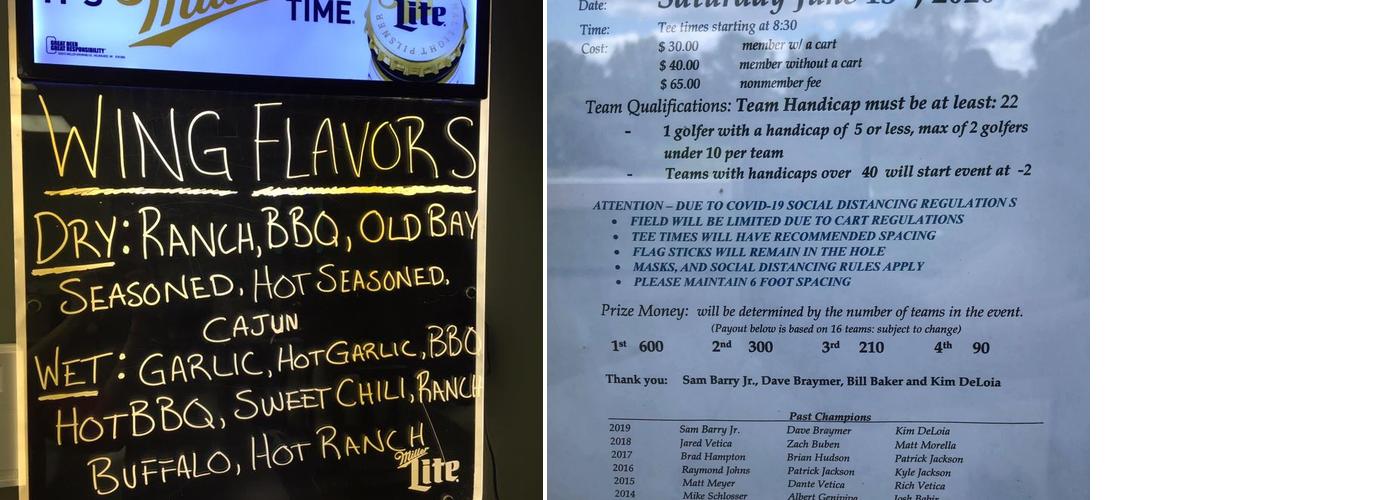 TIME
Lite
GREAT BEER
GREAT RESPONSIBILITY
WING FLAVORS
DRY: RANCH, BBQ, OLD BAY
SEASONED, HOT SEASONED,
CAJUN
WET: GARLIC, HOT GARLIC, BBQ
HOT BBQ, SWEET CHILI, RANCH
BUFFALO, HOT RANCH
Miller
Lite
Date:
Time: Tee times starting at 8:30
Cost: $ 30.00 member w/ a cart
$ 40.00 member without a cart
$ 65.00 nonmember fee
Team Qualifications: Team Handicap must be at least: 22
- 1 golfer with a handicap of 5 or less, max of 2 golfers
under 10 per team
- Teams with handicaps over 40 will start event at -2
ATTENTION – DUE TO COVID-19 SOCIAL DISTANCING REGULATION S
• FIELD WILL BE LIMITED DUE TO CART REGULATIONS
• TEE TIMES WILL HAVE RECOMMENDED SPACING
• FLAG STICKS WILL REMAIN IN THE HOLE
• MASKS, AND SOCIAL DISTANCING RULES APPLY
• PLEASE MAINTAIN 6 FOOT SPACING
Prize Money: will be determined by the number of teams in the event.
(Payout below is based on 16 teams: subject to change)
1st 600 2nd 300 3rd 210 4th 90
Thank you: Sam Barry Jr., Dave Braymer, Bill Baker and Kim DeLoia
Past Champions
2019 Sam Barry Jr. Dave Braymer Kim DeLoia
2018 Jared Vetica Zach Buben Matt Morella
2017 Brad Hampton Brian Hudson Patrick Jackson
2016 Raymond Johns Patrick Jackson Kyle Jackson
2015 Matt Meyer Dante Vetica Rich Vetica
2014 Mike Schlosser Albert